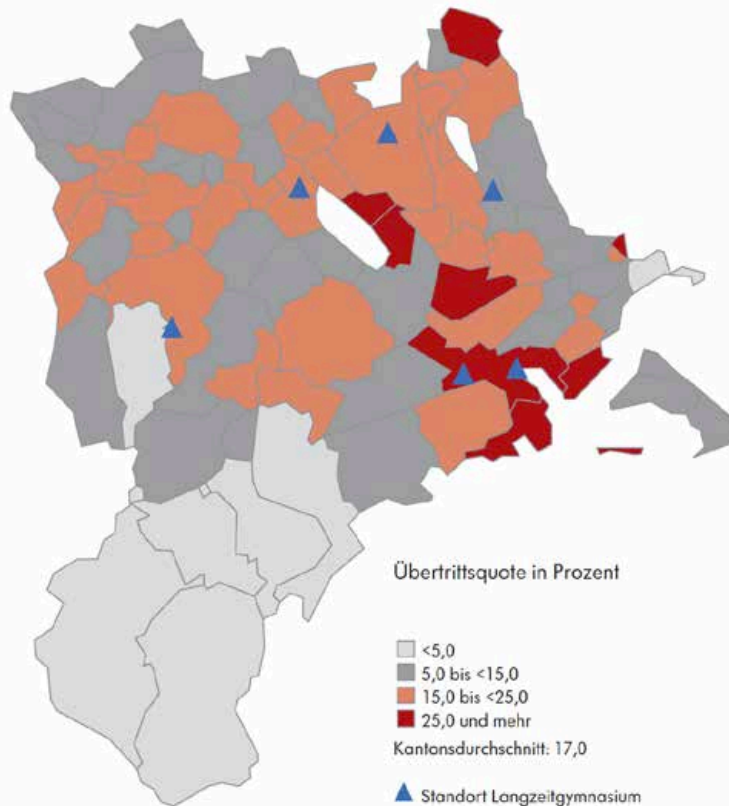 Übertrittsquote in Prozent
<5,0
5,0 bis <15,0
15,0 bis <25,0
25,0 und mehr
Kantonsdurchschnitt: 17,0
Standort Langzeitgymnasium